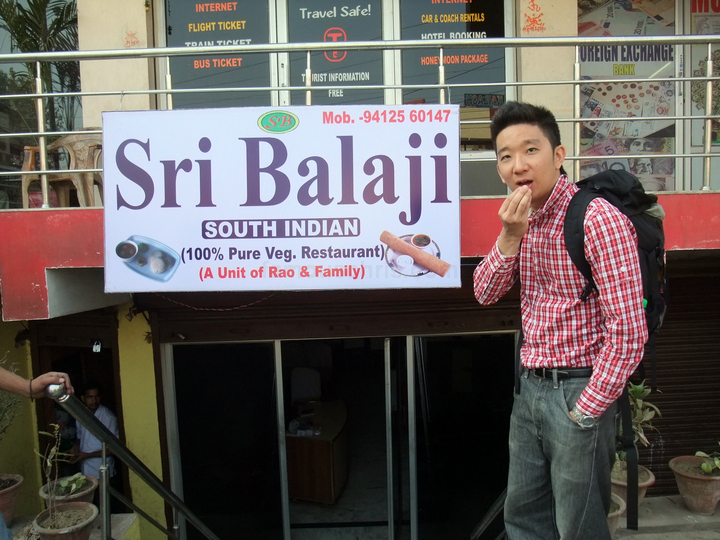 INTERNET
FLIGHT TICKET
TRAIN TICKET
BUS TICKET
Travel Safe!
TOURIST INFORMATION
FREE
INTERNET
CAR & COACH RENTALS
HOTEL BOOKING
HONEYMOON PACKAGE
FOREIGN EXCHANGE
BANK
SB
Mob. -94125 60147
Sri Balaji
SOUTH INDIAN
(100% Pure Veg. Restaurant)
(A Unit of Rao & Family)